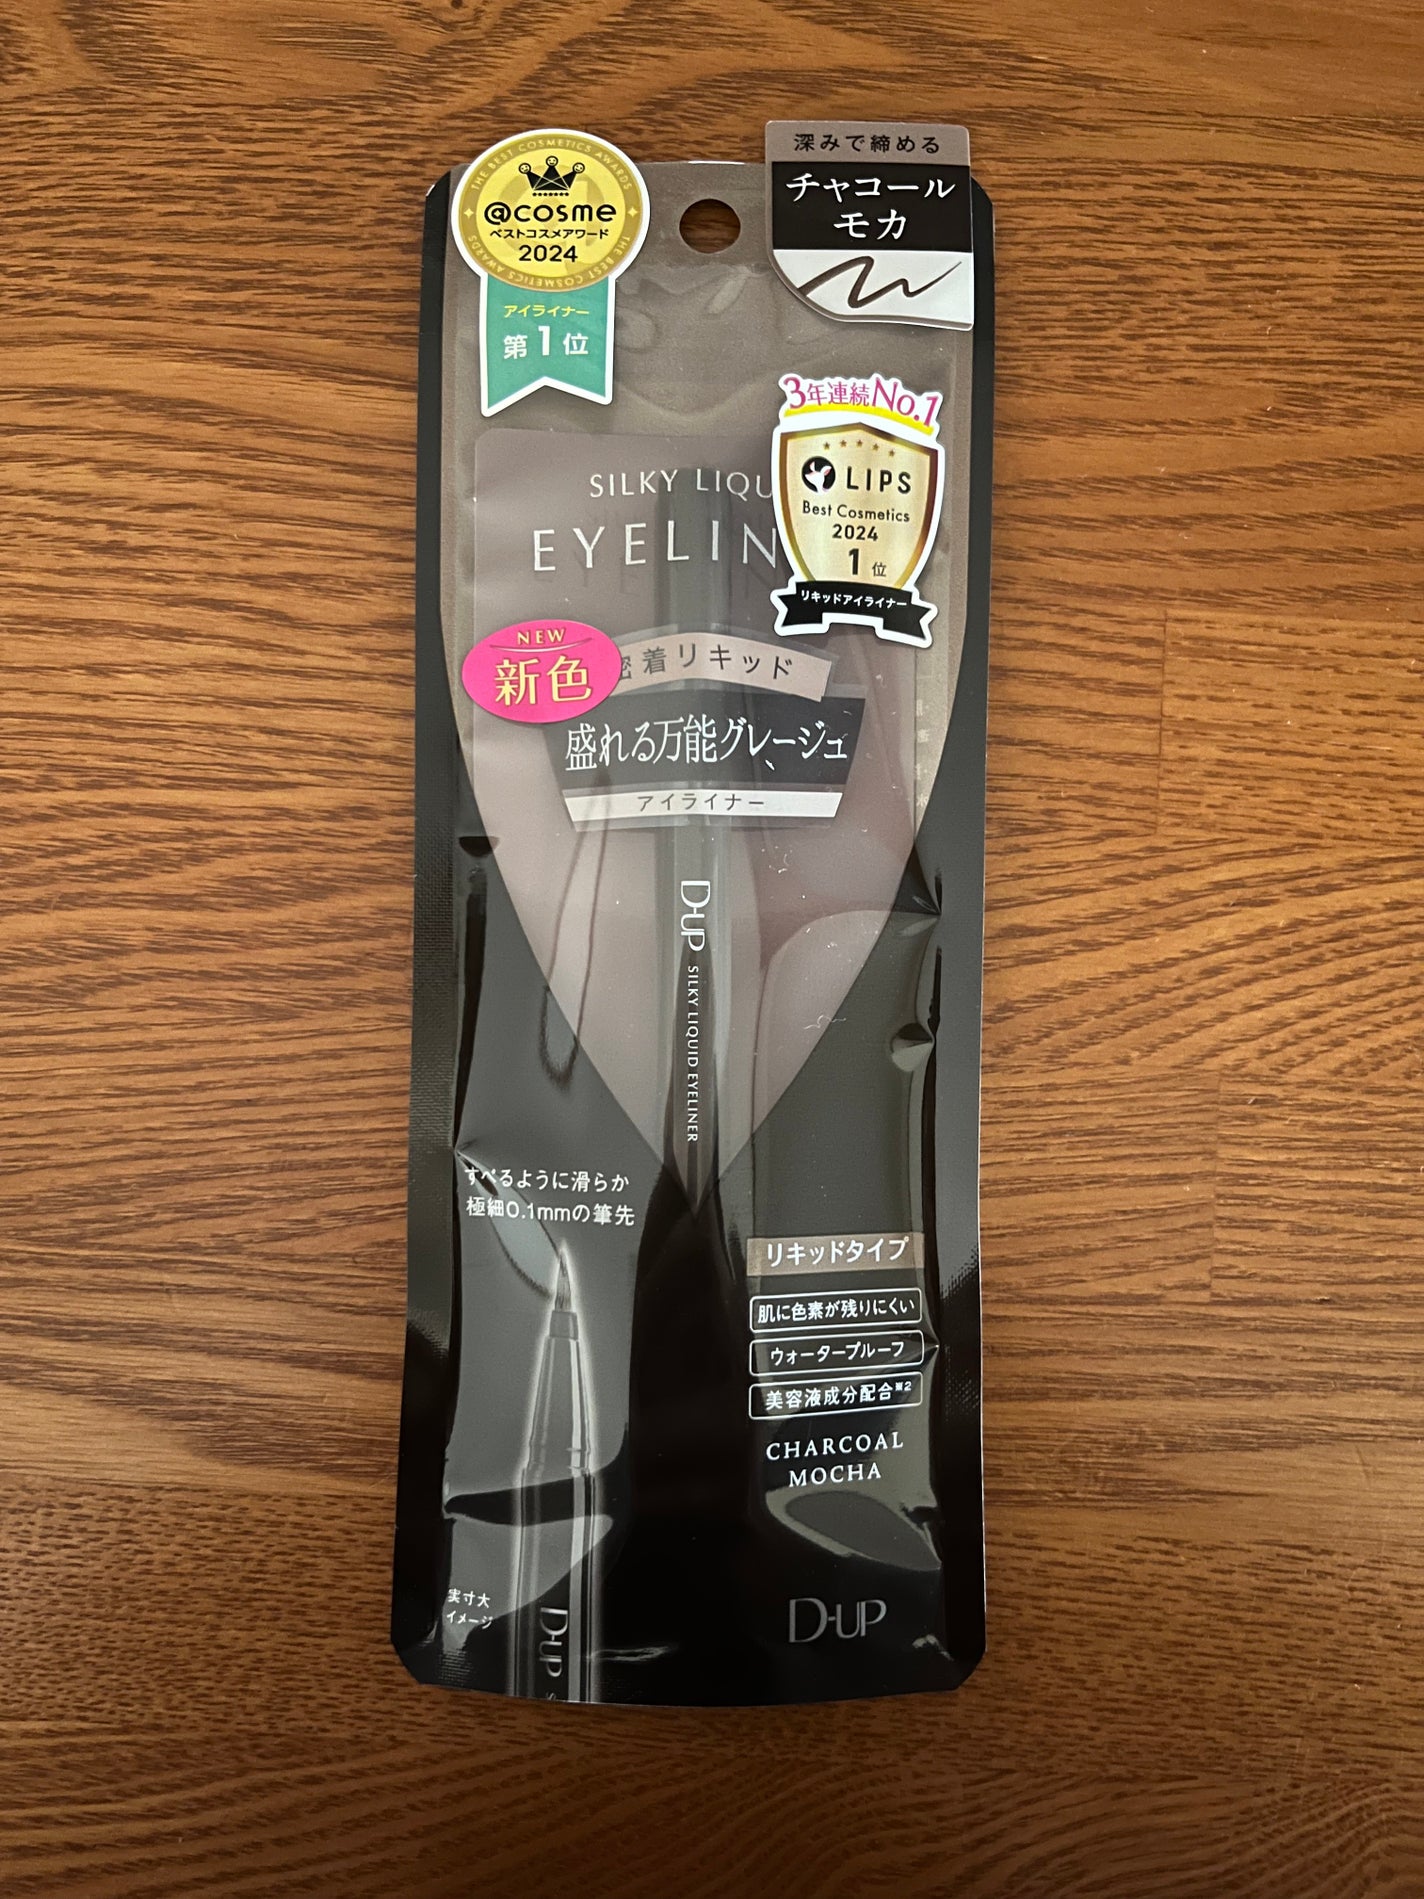 THE BEST COSMETICS AWARDS
@cosme
ベストコスメアワード
2024
THE BEST COSMETICS AWARDS
アイライナー
第1位
深みで締める
チャコール
モカ
3年連続No.1
LIPS
Best Cosmetics
2024
1位
リキッドアイライナー
SILKY LIQU
EYELIN
NEW
新色
密着リキッド
盛れる万能グレージュ
アイライナー
D-UP SILKY LIQUID EYELINER
すべるように滑らか
極細0.1mmの筆先
リキッドタイプ
肌に色素が残りにくい
ウォータープルーフ
美容液成分配合※2
CHARCOAL
MOCHA
実寸大
イメージ
D-UP
D-UP